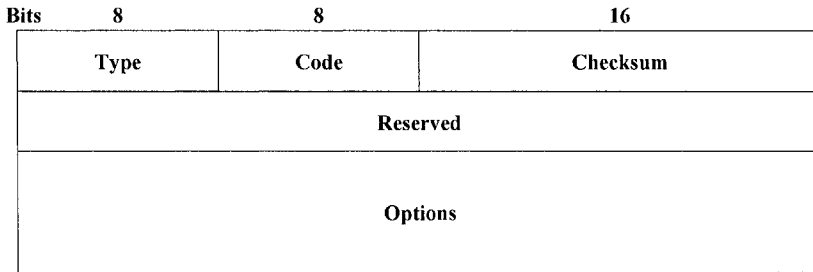 Bits 8 8 16
Type Code Checksum
Reserved
Options